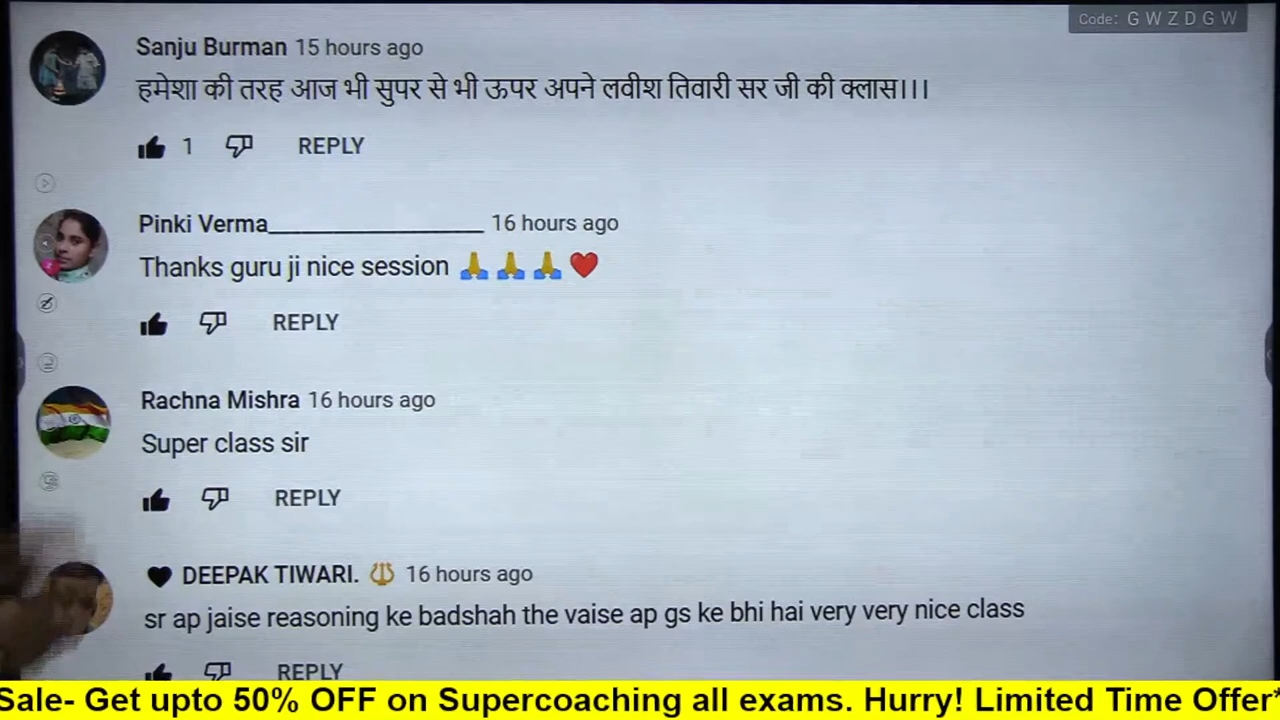 Code: G W Z D G W
Sanju Burman 15 hours ago
हमेशा की तरह आज भी सुपर से भी ऊपर अपने लवीश तिवारी सर जी की क्लास।।।
1 REPLY
Pinki Verma__________________ 16 hours ago
Thanks guru ji nice session 🙏 🙏 🙏 ❤️
REPLY
Rachna Mishra 16 hours ago
Super class sir
REPLY
🖤 DEEPAK TIWARI. 🔱 16 hours ago
sr ap jaise reasoning ke badshah the vaise ap gs ke bhi hai very very nice class
REPLY
Sale- Get upto 50% OFF on Supercoaching all exams. Hurry! Limited Time Offer*